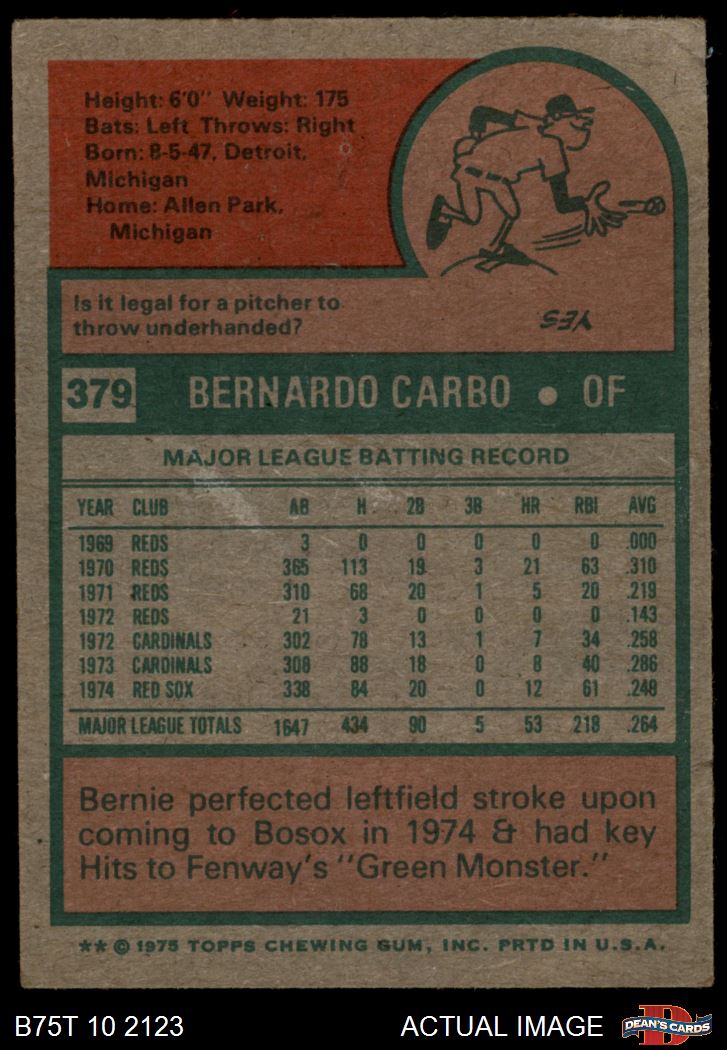 Height: 6'0" Weight: 175
Bats: Left Throws: Right
Born: 8-5-47, Detroit,
Michigan
Home: Allen Park,
Michigan
Is it legal for a pitcher to
throw underhanded?
YES
379 BERNARDO CARBO • OF
MAJOR LEAGUE BATTING RECORD
YEAR CLUB AB H 2B 3B HR RBI AVG
1969 REDS 3 0 0 0 0 0 .000
1970 REDS 365 113 19 3 21 63 .310
1971 REDS 310 68 20 1 5 20 .219
1972 REDS 21 3 0 0 0 0 .143
1972 CARDINALS 302 78 13 1 7 34 .258
1973 CARDINALS 308 88 18 0 8 40 .286
1974 RED SOX 338 84 20 0 12 61 .248
MAJOR LEAGUE TOTALS 1647 434 90 5 53 218 .264
Bernie perfected leftfield stroke upon
coming to Bosox in 1974 & had key
Hits to Fenway's "Green Monster."
** © 1975 TOPPS CHEWING GUM, INC. PRTD IN U.S.A.
B75T 10 2123 ACTUAL IMAGE D DEAN'S CARDS